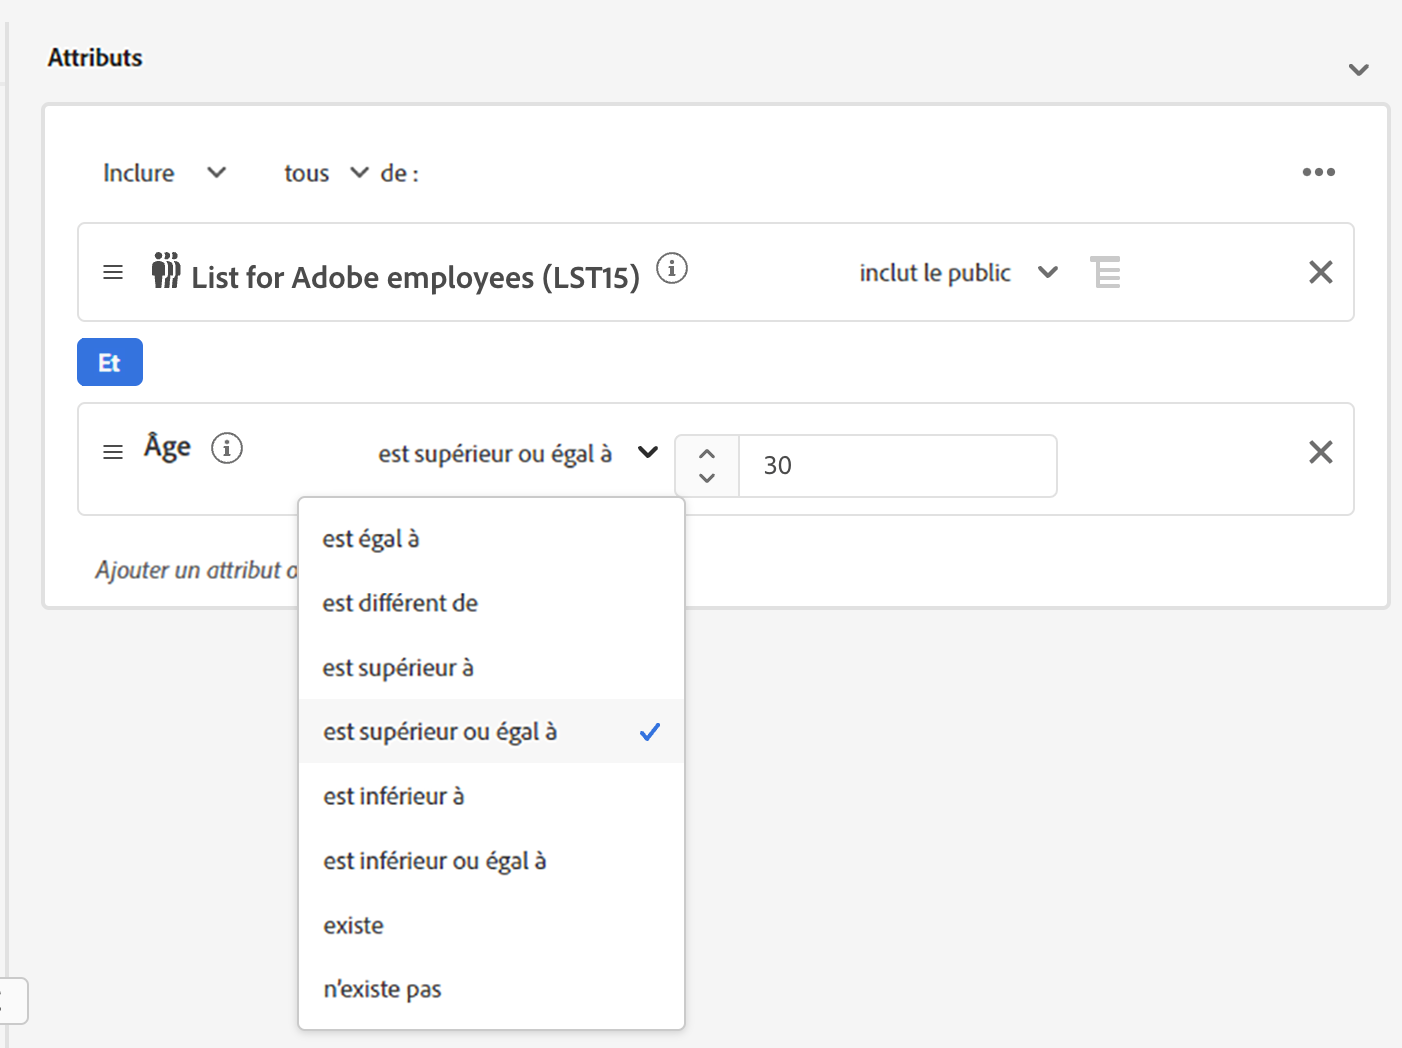 Attributs
Inclure tous de :
List for Adobe employees (LST15) inclut le public
Et
Âge est supérieur ou égal à 30
Ajouter un attribut
est égal à
est différent de
est supérieur à
est supérieur ou égal à
est inférieur à
est inférieur ou égal à
existe
n'existe pas